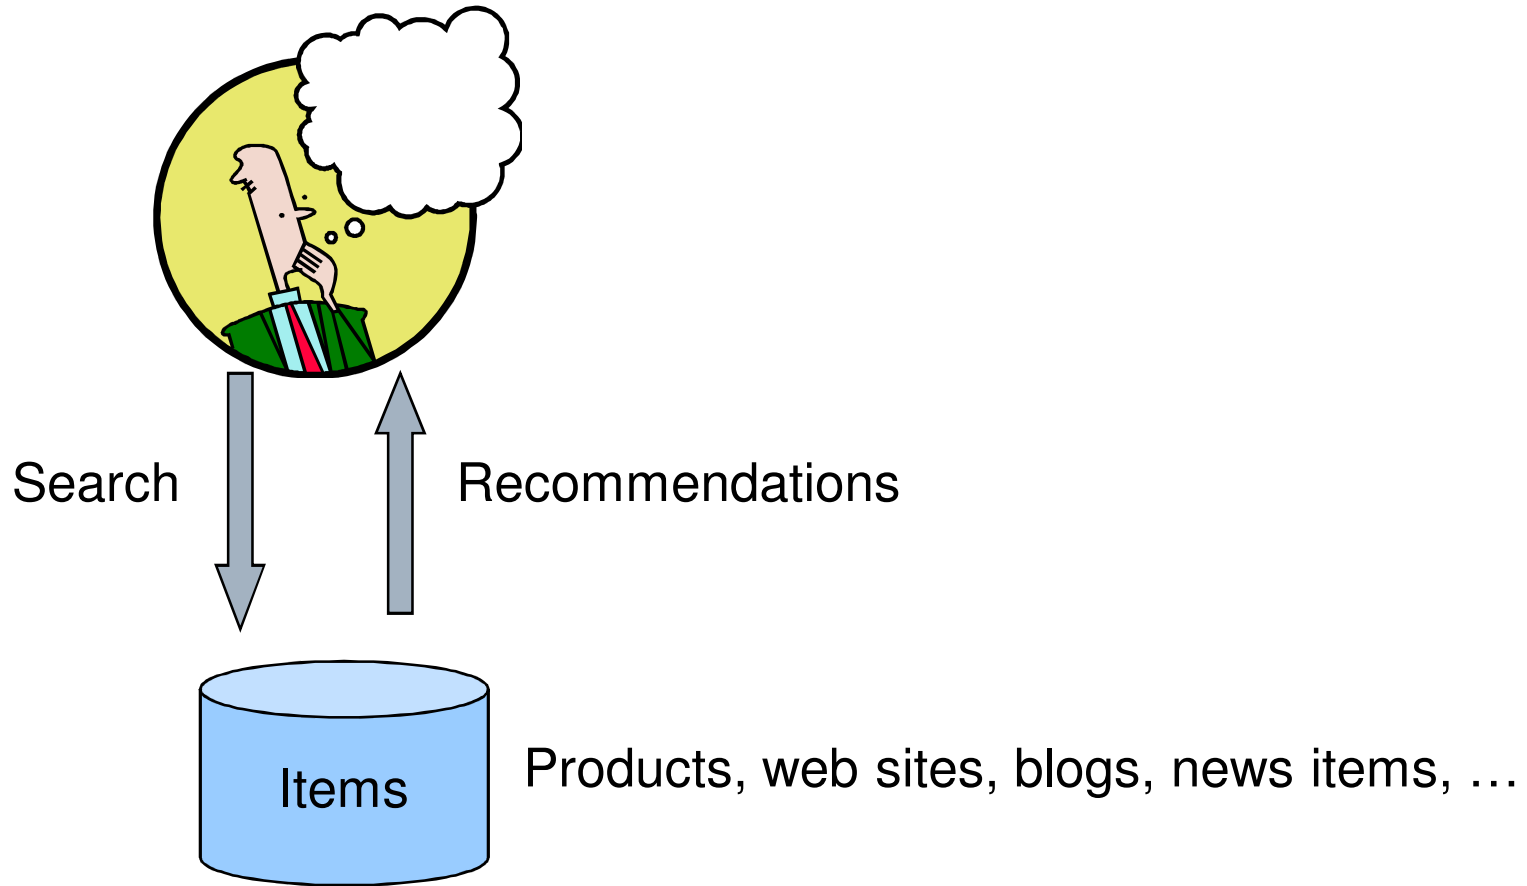 Search
Recommendations
Items
Products, web sites, blogs, news items, …